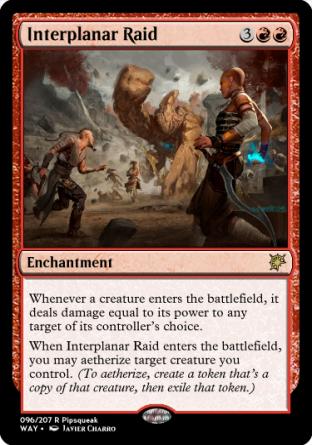 Interplanar Raid 3
Enchantment
Whenever a creature enters the battlefield, it
deals damage equal to its power to any
target of its controller's choice.
When Interplanar Raid enters the battlefield,
you may aetherize target creature you
control. (To aetherize, create a token that's a
copy of that creature, then exile that token.)
096/207 R Pipsqueak
WAY • Javier Charro